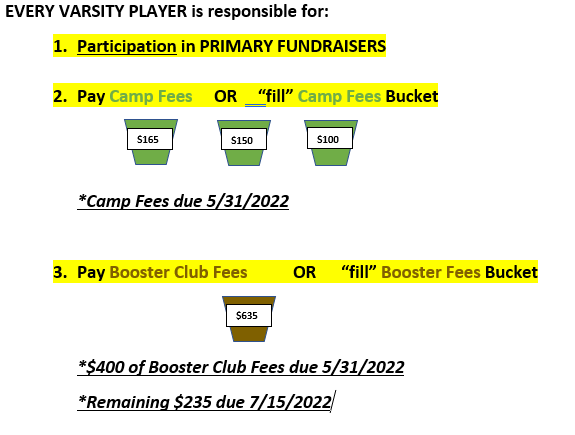 EVERY VARSITY PLAYER is responsible for:
1. Participation in PRIMARY FUNDRAISERS
2. Pay Camp Fees OR “fill” Camp Fees Bucket
$165 $150 $100
*Camp Fees due 5/31/2022
3. Pay Booster Club Fees OR “fill” Booster Fees Bucket
$635
*$400 of Booster Club Fees due 5/31/2022
*Remaining $235 due 7/15/2022